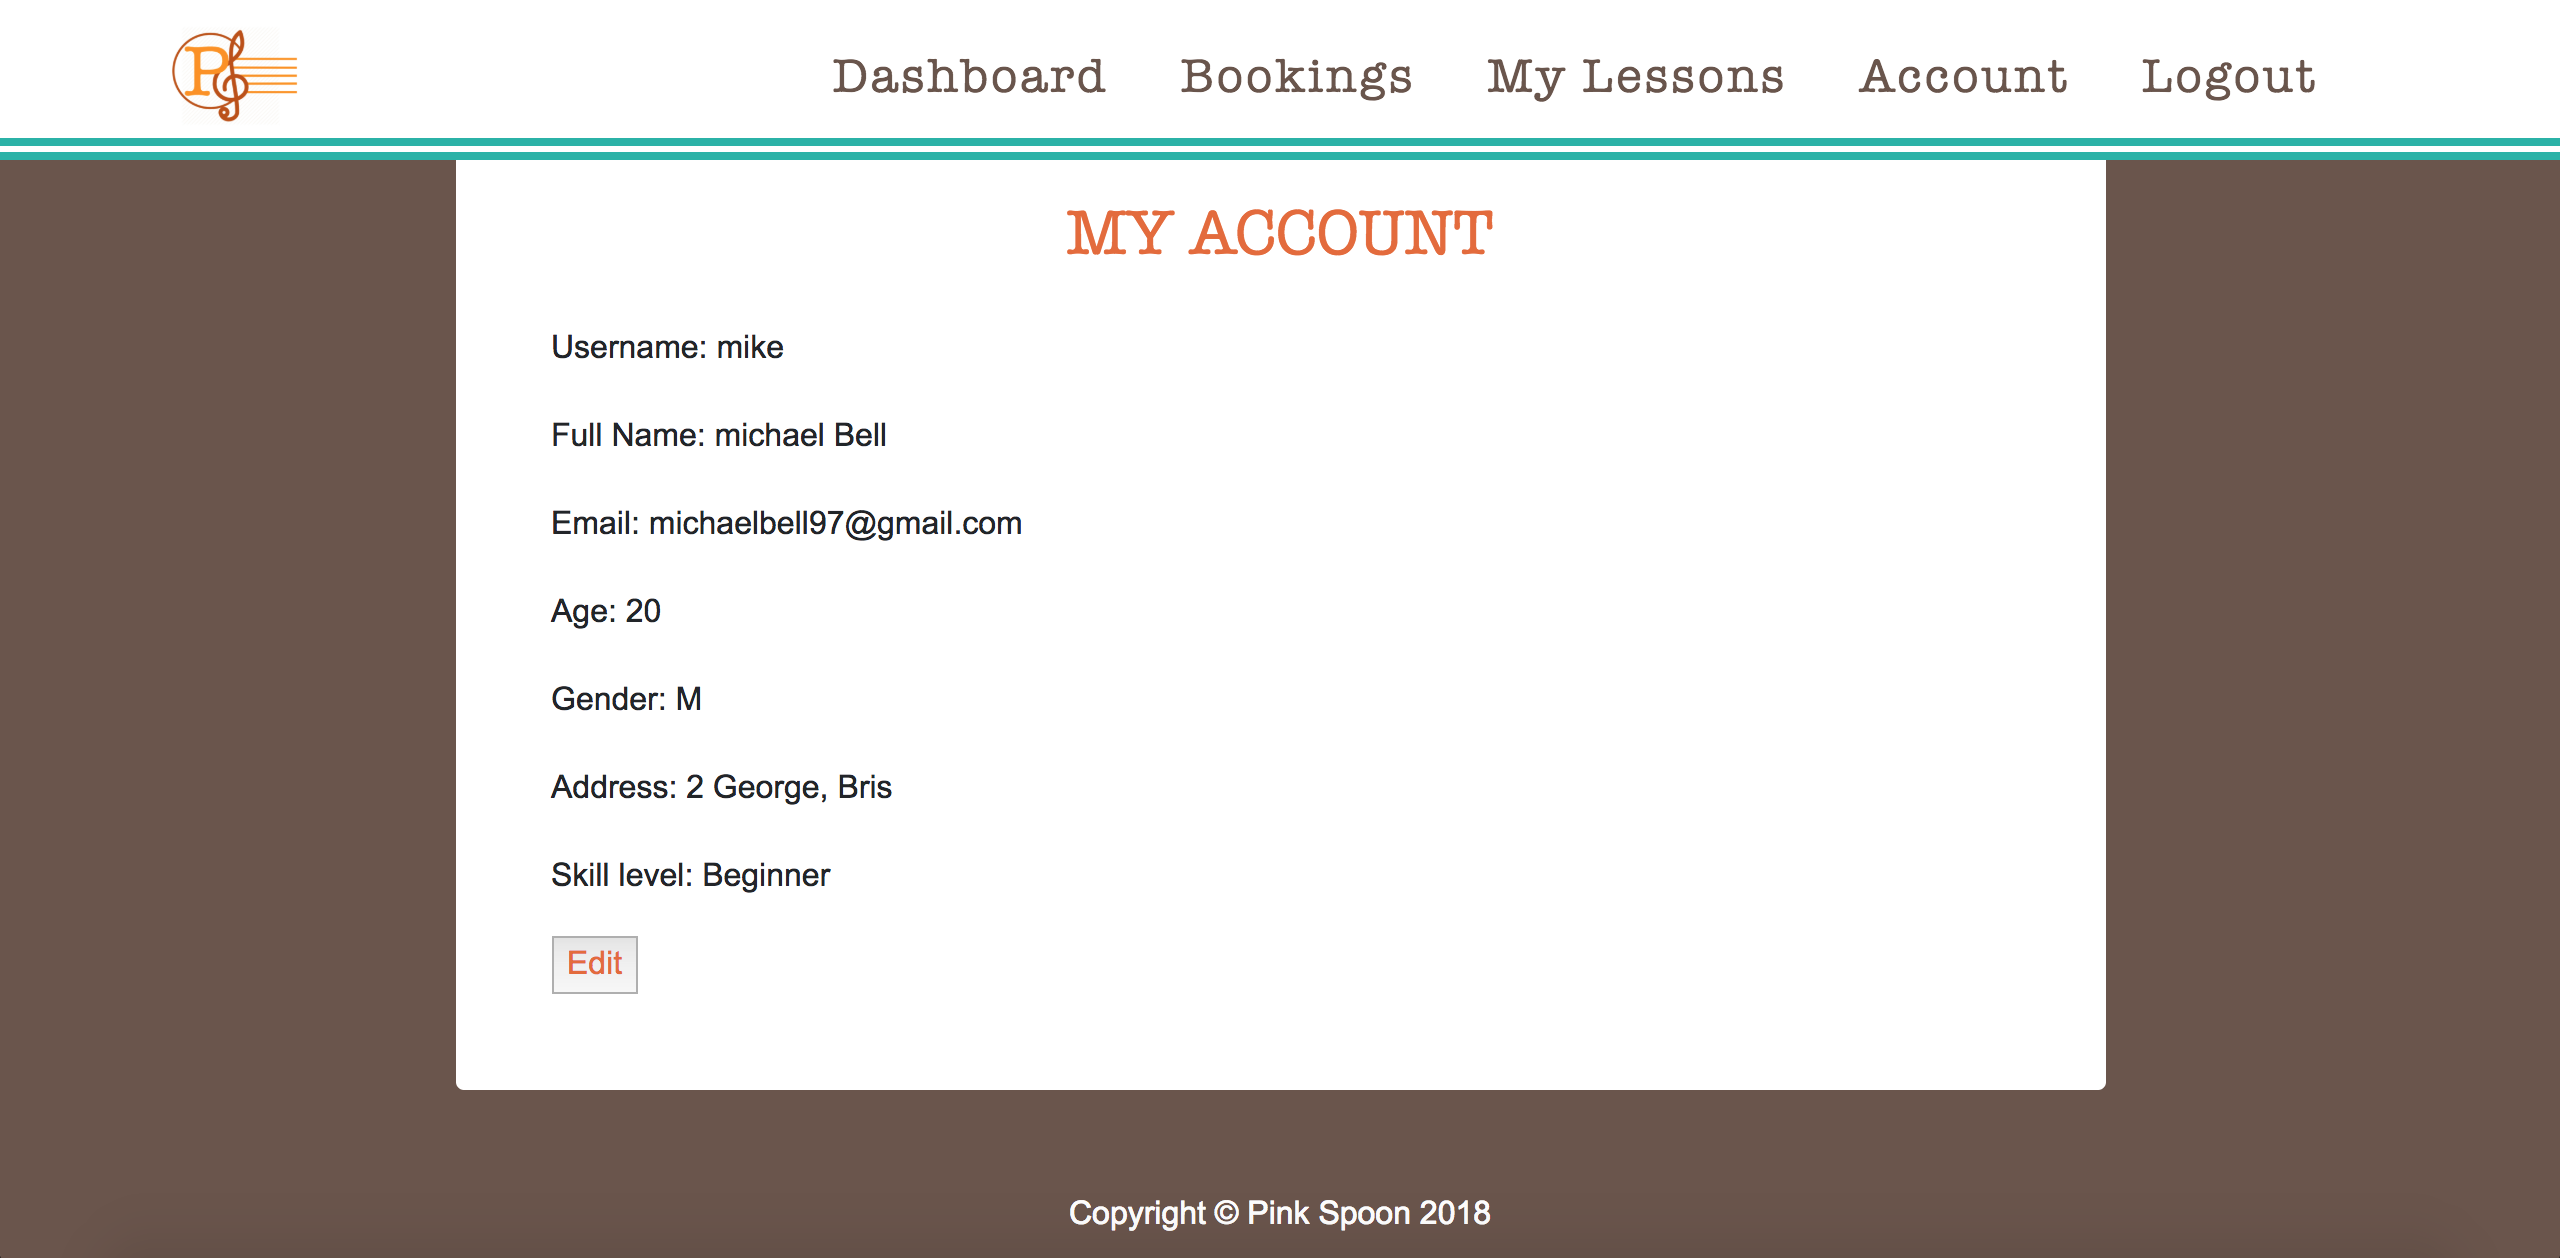 P
Dashboard Bookings My Lessons Account Logout
MY ACCOUNT
Username: mike
Full Name: michael Bell
Email: michaelbell97@gmail.com
Age: 20
Gender: M
Address: 2 George, Bris
Skill level: Beginner
Edit
Copyright © Pink Spoon 2018